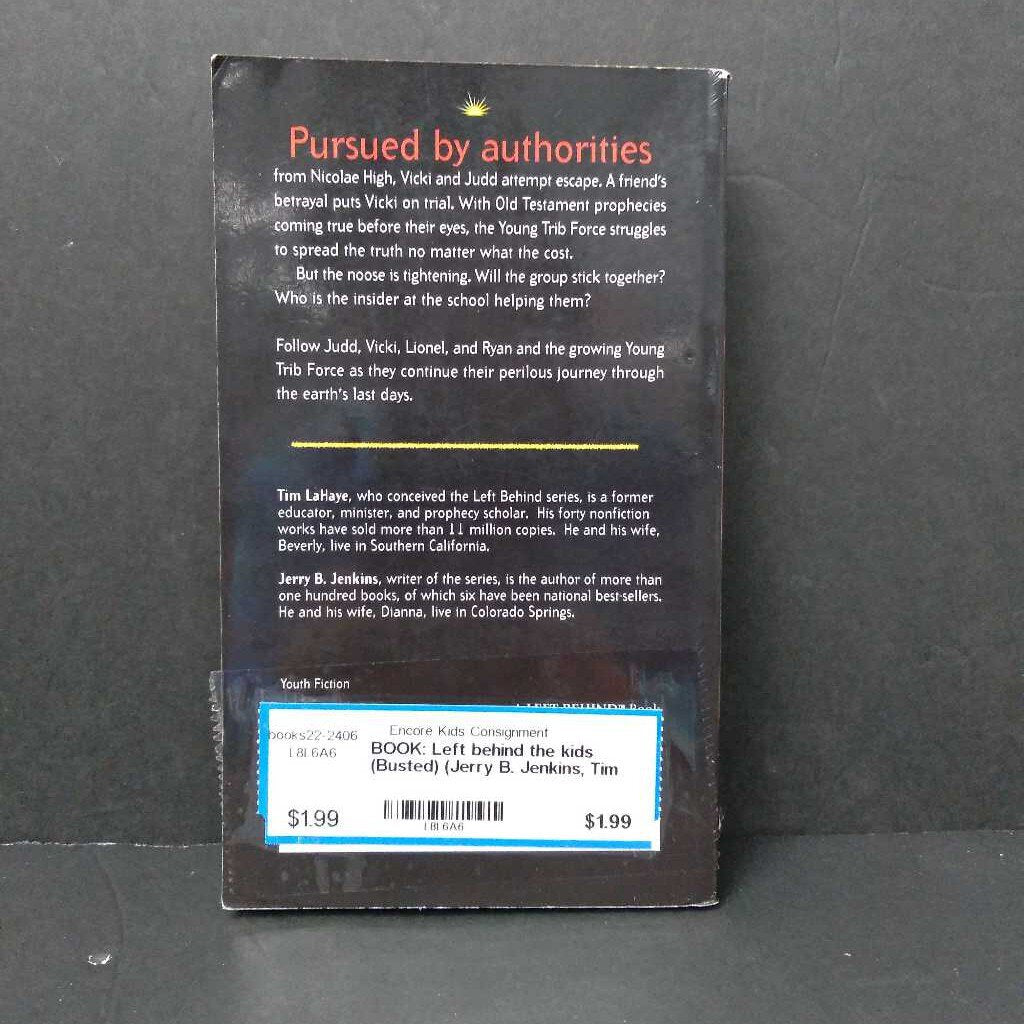 Pursued by authorities
from Nicolae High, Vicki and Judd attempt escape. A friend's
betrayal puts Vicki on trial. With Old Testament prophecies
coming true before their eyes, the Young Trib Force struggles
to spread the truth no matter what the cost.
But the noose is tightening. Will the group stick together?
Who is the insider at the school helping them?
Follow Judd, Vicki, Lionel, and Ryan and the growing Young
Trib Force as they continue their perilous journey through
the earth's last days.
Tim LaHaye, who conceived the Left Behind series, is a former
educator, minister, and prophecy scholar. His forty nonfiction
works have sold more than 11 million copies. He and his wife,
Beverly, live in Southern California.
Jerry B. Jenkins, writer of the series, is the author of more than
one hundred books, of which six have been national best-sellers.
He and his wife, Dianna, live in Colorado Springs.
Youth Fiction
LEFT BEHIND® Book
books22-2406
L8L6A6
Encore Kids Consignment
BOOK: Left behind the kids
(Busted) (Jerry B. Jenkins, Tim
$1.99
L8L6A6
$1.99